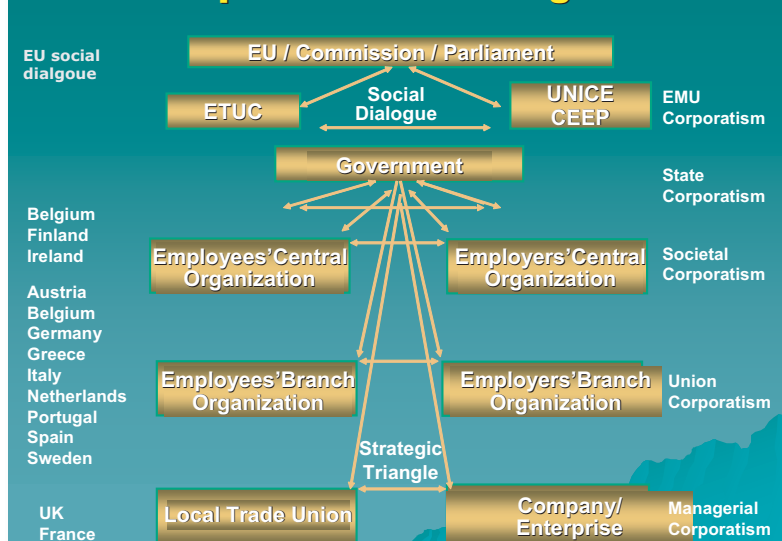 EU social
dialgoue
EU / Commission / Parliament
ETUC
Social
Dialogue
UNICE
CEEP
EMU
Corporatism
Government
State
Corporatism
Belgium
Finland
Ireland
Employees'Central
Organization
Employers'Central
Organization
Societal
Corporatism
Austria
Belgium
Germany
Greece
Italy
Netherlands
Portugal
Spain
Sweden
Employees'Branch
Organization
Employers'Branch
Organization
Union
Corporatism
Strategic
Triangle
UK
France
Local Trade Union
Company/
Enterprise
Managerial
Corporatism